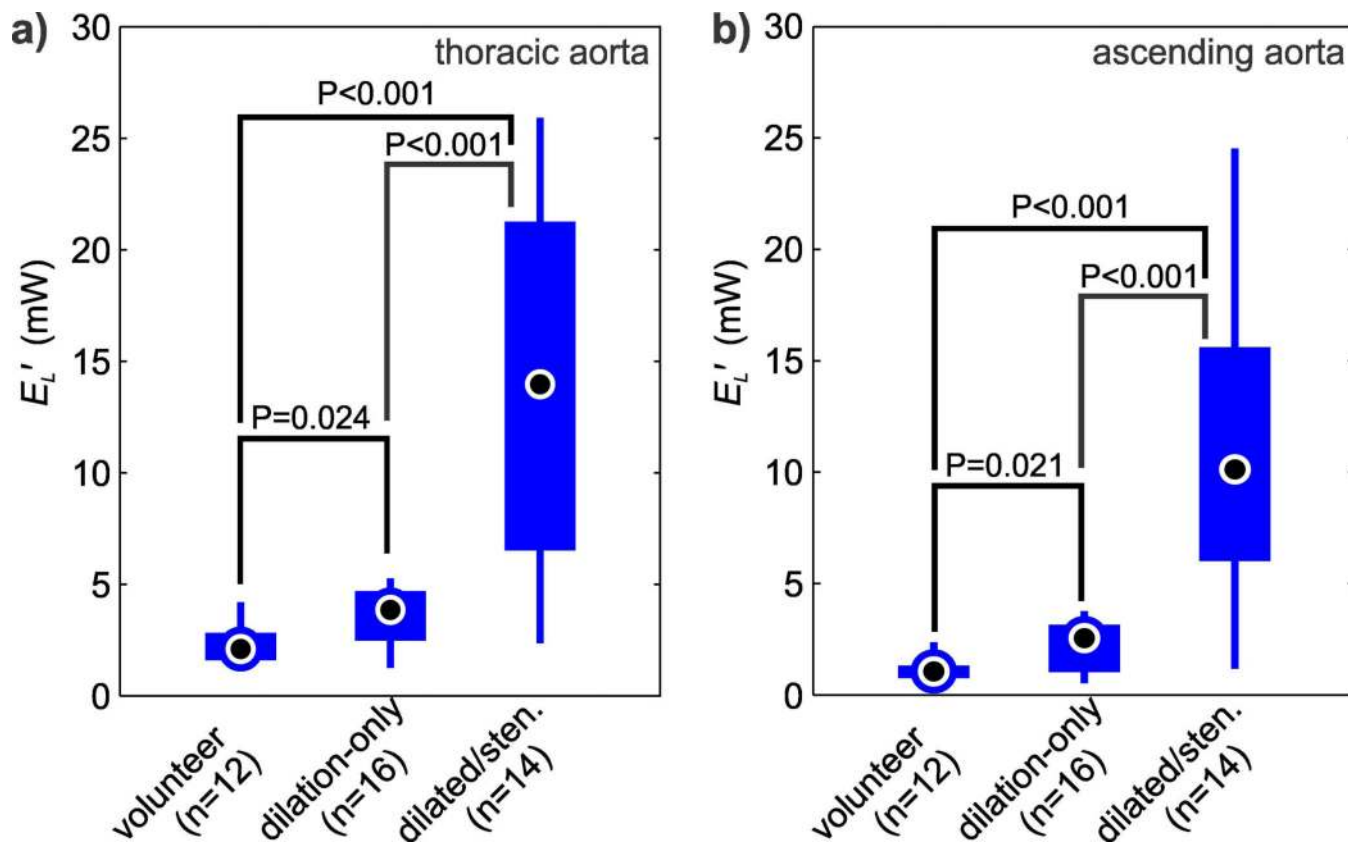 a)
thoracic aorta
30
25
20
15
10
5
0
E_L' (mW)
P<0.001
P<0.001
P=0.024
volunteer
(n=12)
dilation-only
(n=16)
dilated/sten.
(n=14)
b)
ascending aorta
30
25
20
15
10
5
0
E_L' (mW)
P<0.001
P<0.001
P=0.021
volunteer
(n=12)
dilation-only
(n=16)
dilated/sten.
(n=14)